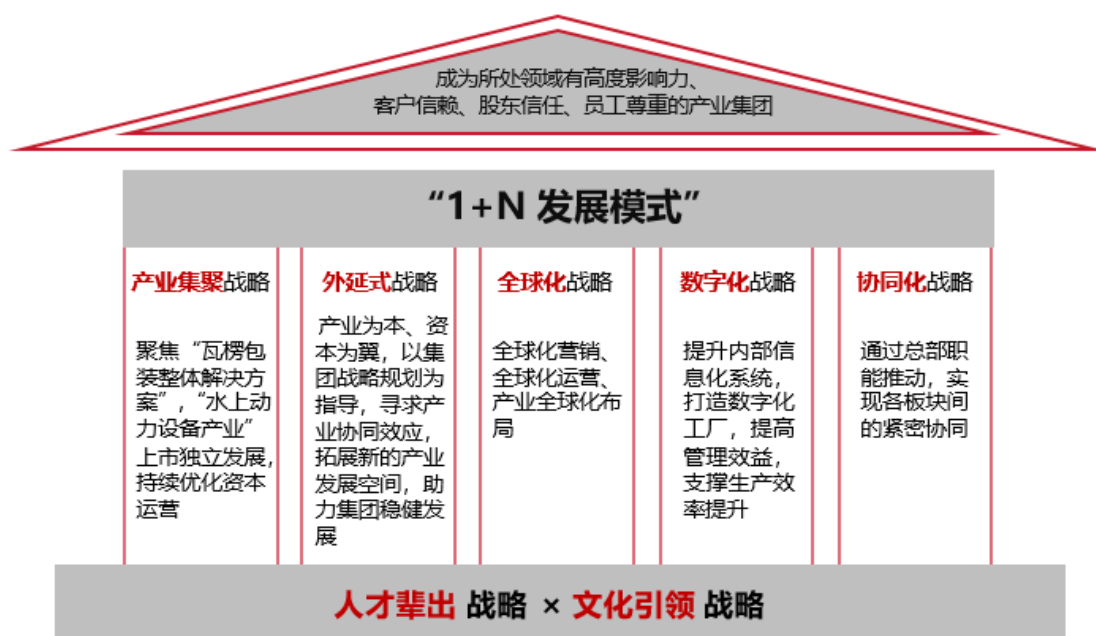 成为所处领域有高度影响力、
客户信赖、股东信任、员工尊重的产业集团
“1+N 发展模式”
产业集聚战略
聚焦“瓦楞包
装整体解决方
案”，“水上动
力设备产业”
上市独立发展，
持续优化资本
运营
外延式战略
产业为本、资
本为翼，以集
团战略规划为
指导，寻求产
业协同效应，
拓展新的产业
发展空间，助
力集团稳健发
展
全球化战略
全球化营销、
全球化运营、
产业全球化布
局
数字化战略
提升内部信
息化系统，
打造数字化
工厂，提高
管理效益，
支撑生产效
率提升
协同化战略
通过总部职
能推动，实
现各板块间
的紧密协同
人才辈出 战略 × 文化引领 战略